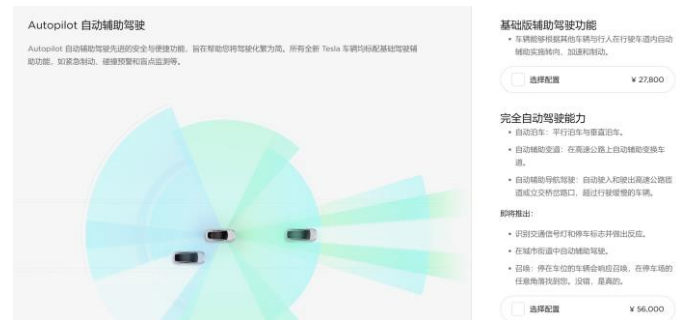 Autopilot 自动辅助驾驶
Autopilot 自动辅助驾驶先进的安全与便捷功能，旨在帮助您将驾驶化繁为简。所有全新 Tesla 车辆均标配基础驾驶辅
助功能，如紧急制动、碰撞预警和盲点监测等。
基础版辅助驾驶功能
• 车辆能够根据其他车辆与行人在行驶车道内自动
辅助实施转向、加速和制动。
选择配置 ¥ 27,800
完全自动驾驶能力
• 自动泊车：平行泊车与垂直泊车。
• 自动辅助变道：在高速公路上自动辅助变换车
道。
• 自动辅助导航驾驶：自动驶入和驶出高速公路匝
道或立交桥岔路口，超过行驶缓慢的车辆。
即将推出：
• 识别交通信号灯和停车标志并做出反应。
• 在城市街道中自动辅助驾驶。
• 召唤：停在车位的车辆会响应召唤，在停车场的
任意角落找到您。没错，是真的。
选择配置 ¥ 56,000